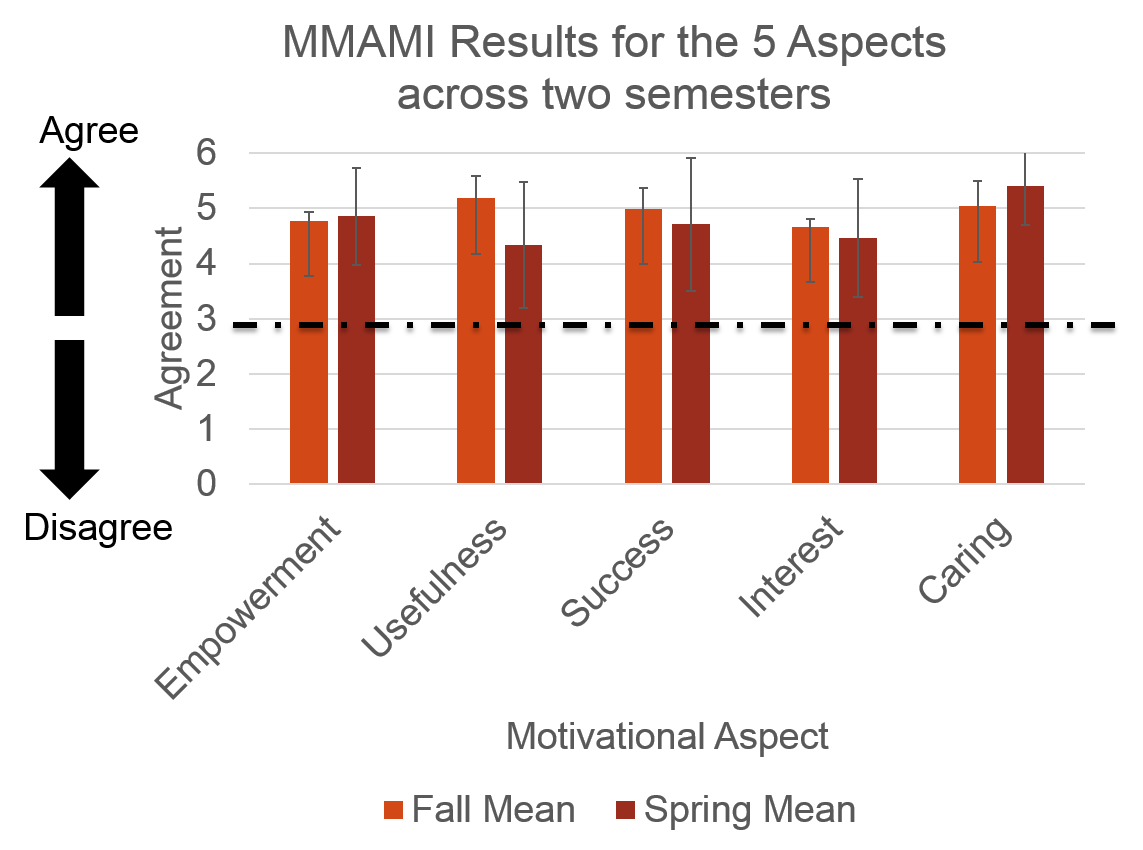 MMAMI Results for the 5 Aspects
across two semesters
Agree
Disagree
Agreement
6
5
4
3
2
1
0
Empowerment
Usefulness
Success
Interest
Caring
Motivational Aspect
Fall Mean
Spring Mean